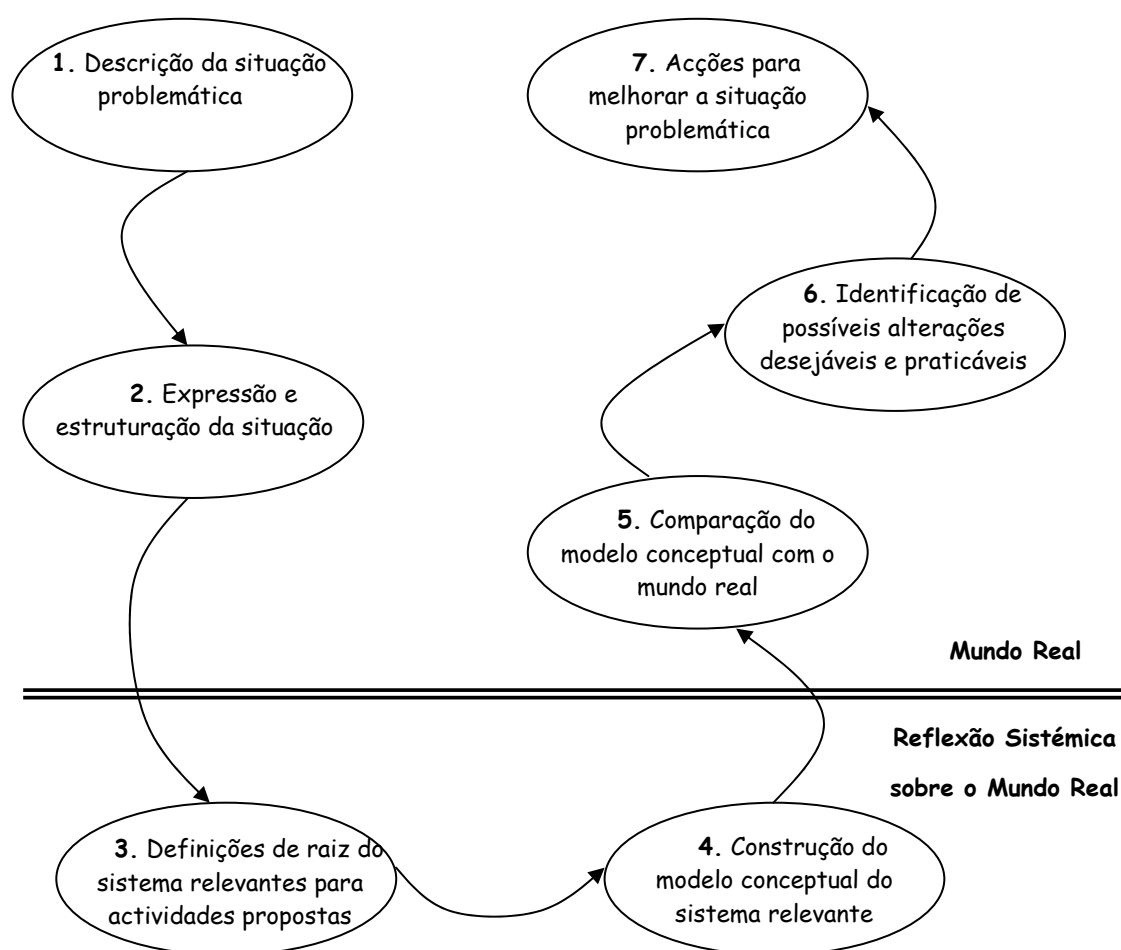 1. Descrição da situação
problemática
2. Expressão e
estruturação da situação
3. Definições de raiz do
sistema relevantes para
actividades propostas
4. Construção do
modelo conceptual do
sistema relevante
5. Comparação do
modelo conceptual com o
mundo real
6. Identificação de
possíveis alterações
desejáveis e praticáveis
7. Acções para
melhorar a situação
problemática
Mundo Real
Reflexão Sistémica
sobre o Mundo Real